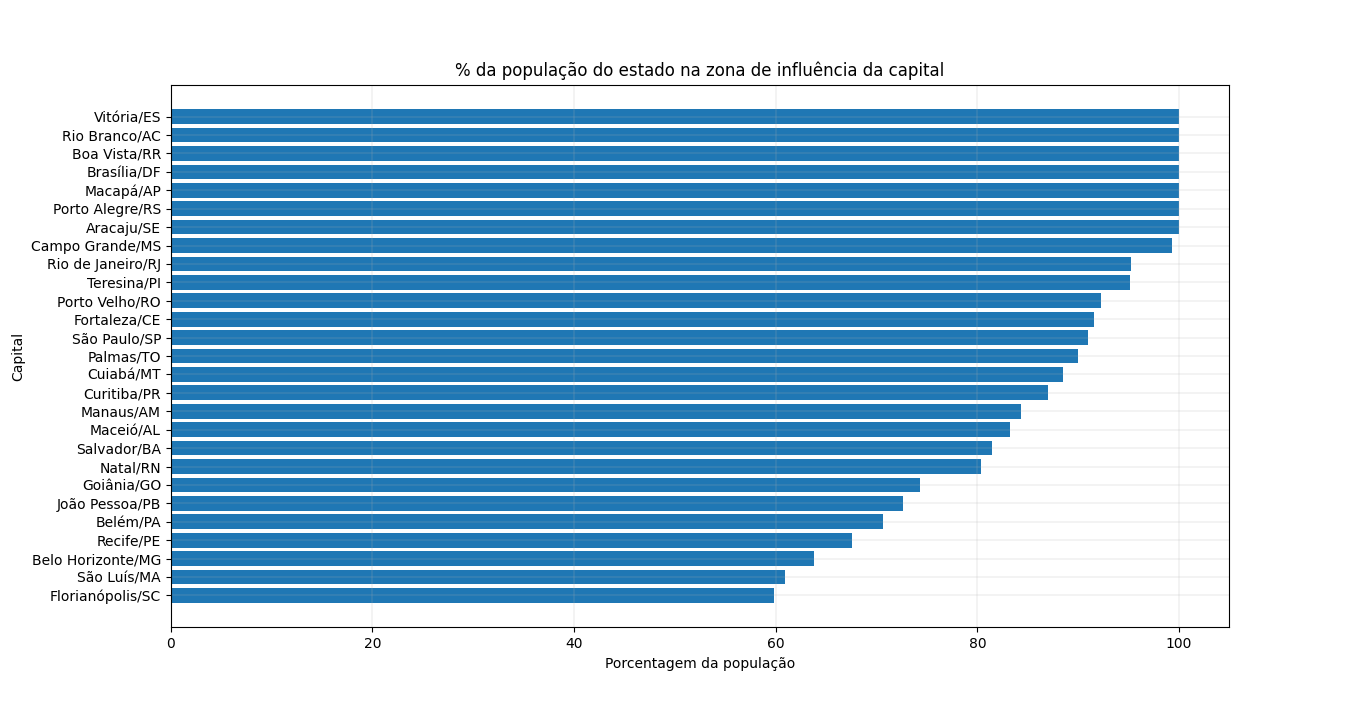 % da população do estado na zona de influência da capital
Capital
Vitória/ES
Rio Branco/AC
Boa Vista/RR
Brasília/DF
Macapá/AP
Porto Alegre/RS
Aracaju/SE
Campo Grande/MS
Rio de Janeiro/RJ
Teresina/PI
Porto Velho/RO
Fortaleza/CE
São Paulo/SP
Palmas/TO
Cuiabá/MT
Curitiba/PR
Manaus/AM
Maceió/AL
Salvador/BA
Natal/RN
Goiânia/GO
João Pessoa/PB
Belém/PA
Recife/PE
Belo Horizonte/MG
São Luís/MA
Florianópolis/SC
0 20 40 60 80 100
Porcentagem da população